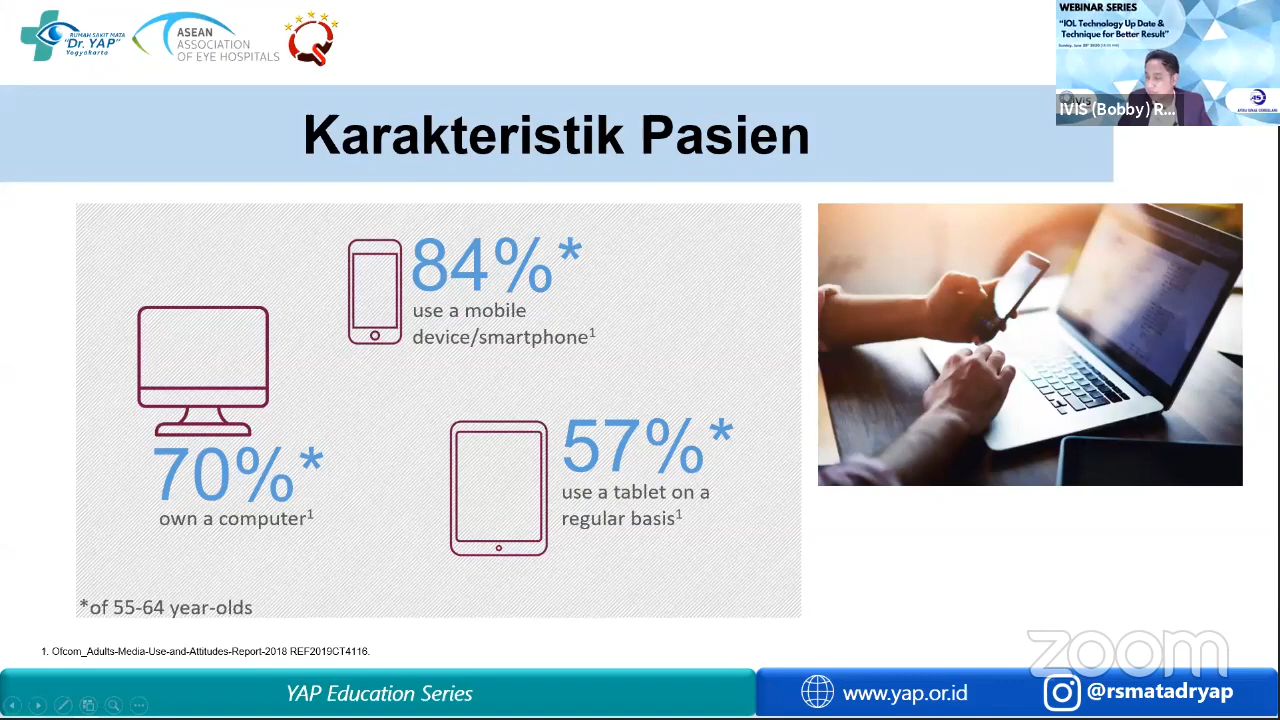 RUMAH SAKIT MATA
"Dr. YAP"
Yogyakarta
ASEAN
ASSOCIATION
OF EYE HOSPITALS
WEBINAR SERIES
"IOL Technology Up Date &
Technique for Better Result"
IVIS (Bobby) R...
Karakteristik Pasien
84%*
use a mobile
device/smartphone¹
70%*
own a computer¹
57%*
use a tablet on a
regular basis¹
*of 55-64 year-olds
1. Ofcom_Adults-Media-Use-and-Attitudes-Report-2018 REF2019CT4116.
zoom
YAP Education Series
www.yap.or.id
@rsmatadryap